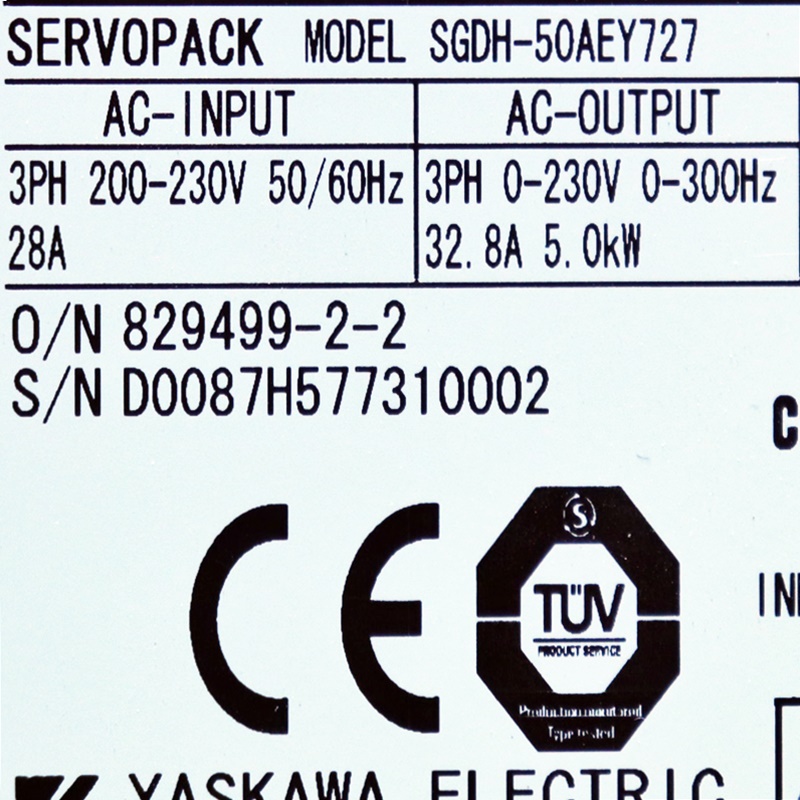 SERVOPACK MODEL SGDH-50AEY727
AC-INPUT AC-OUTPUT
3PH 200-230V 50/60Hz 3PH 0-230V 0-300Hz
28A 32.8A 5.0kW
O/N 829499-2-2
S/N D0087H577310002
C
CE
S
TÜV
PRODUCT SERVICE
Production monitored
Type tested
YASKAWA ELECTRIC